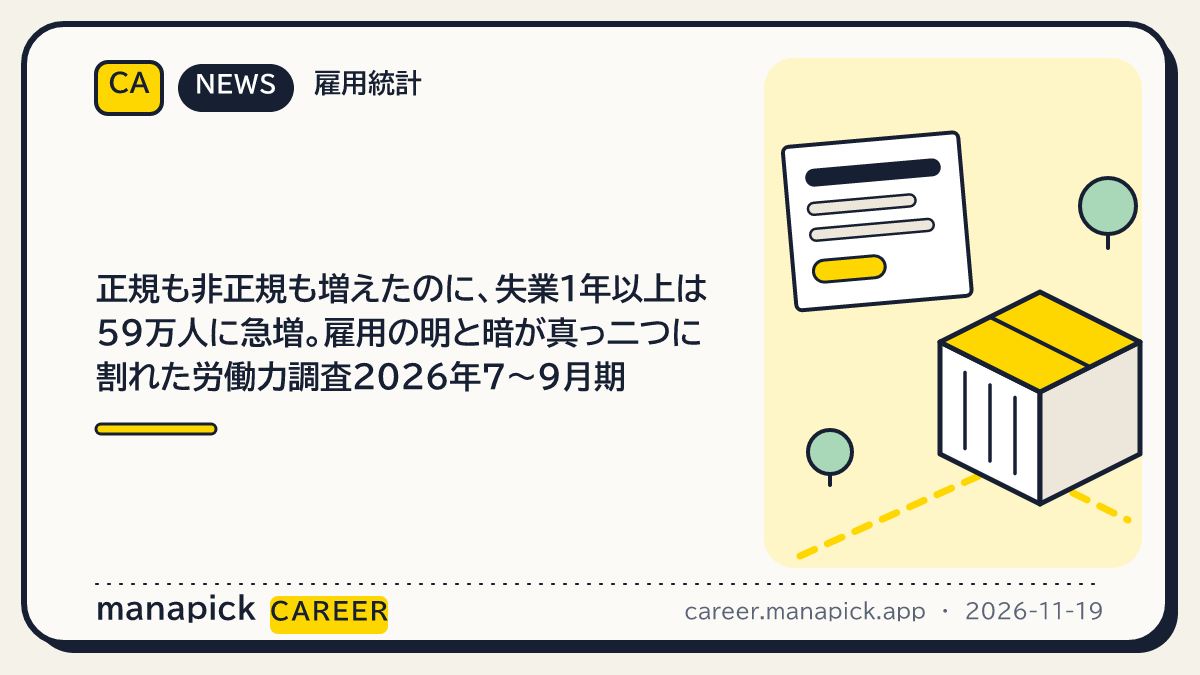 CA NEWS 雇用統計
正規も非正規も増えたのに、失業1年以上は
59万人に急増。雇用の明と暗が真っ二つに
割れた労働力調査2026年7〜9月期
manapick CAREER
career.manapick.app ・ 2026-11-19